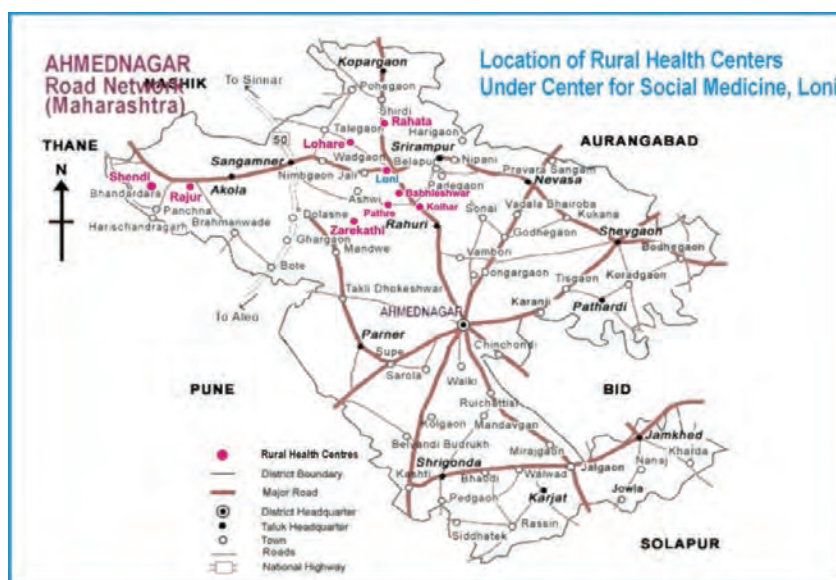 AHMEDNAGAR
Road Network
(Maharashtra)
Location of Rural Health Centers
Under Center for Social Medicine, Loni
NASHIK
To Sinnar
Kopargaon
Pohegaon
Shirdi
Rahata
Talegaon
Harigaon
THANE
50
Lohare
Srirampur
AURANGABAD
Sangamner
Wadgaon
Belapur
Nipani
N
Shendi
Nimbgaon Jali
Loni
Pravara Sangam
Akola
Padegaon
Nevasa
Bhandardara
Rajur
Ashwi
Babhleshwar
Panchna
Pathre
Kolhar
Sonai
Vadala Bhairoba
Harischandragarh
Brahmanwade
Dolasne
Zarekathi
Rahuri
Kukana
Ghargaon
Godhegaon
Shevgaon
Mandwe
Vambori
Bodhegaon
Bote
Dongargaon
Tisgaon
Koradgaon
Takli Dhokeshwar
Karanji
Pathardi
To Aleo
AHMEDNAGAR
Parner
Chinchondi
Supe
Sarola
Walki
PUNE
BID
Ruichattisi
Kolgaon
Mandavgan
Belvandi Budrukh
Mirajgaon
Jamkhed
Kharda
Nanaj
Kashti
Shrigonda
Jalgaon
Walwad
Bhabdi
Jowla
Pedgaon
Karjat
Rassin
Siddhatek
SOLAPUR
Rural Health Centres
District Boundary
Major Road
District Headquarter
Taluk Headquarter
Town
Roads
National Highway